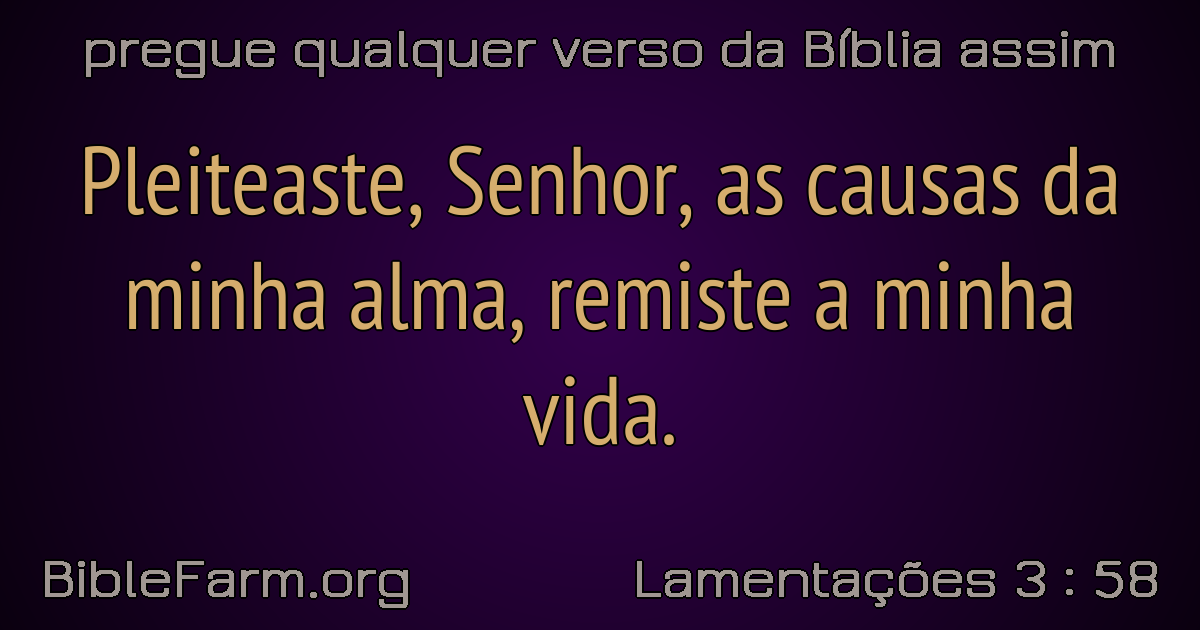 pregue qualquer verso da Bíblia assim
Pleiteaste, Senhor, as causas da
minha alma, remiste a minha
vida.
BibleFarm.org
Lamentações 3 : 58